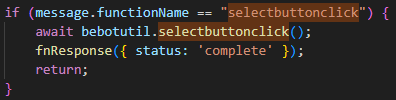 if (message.functionName == "selectbuttonclick") {
await bebotutil.selectbuttonclick();
fnResponse({ status: 'complete' });
return;
}